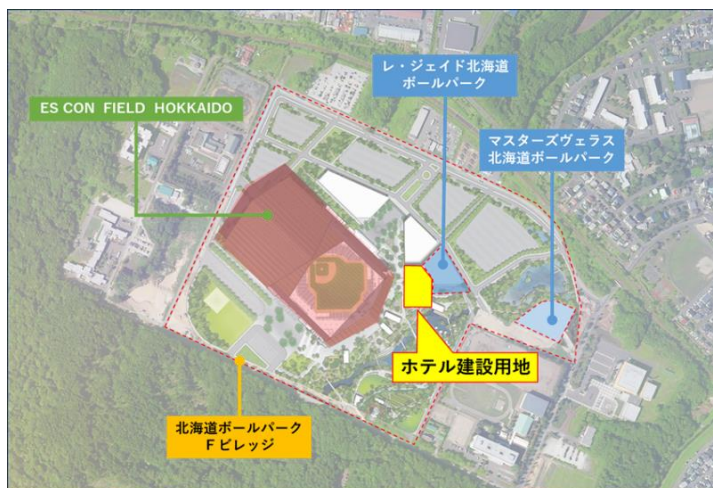 レ・ジェイド北海道
ボールパーク
ES CON FIELD HOKKAIDO
マスターズヴェラス
北海道ボールパーク
ホテル建設用地
北海道ボールパーク
Fビレッジ